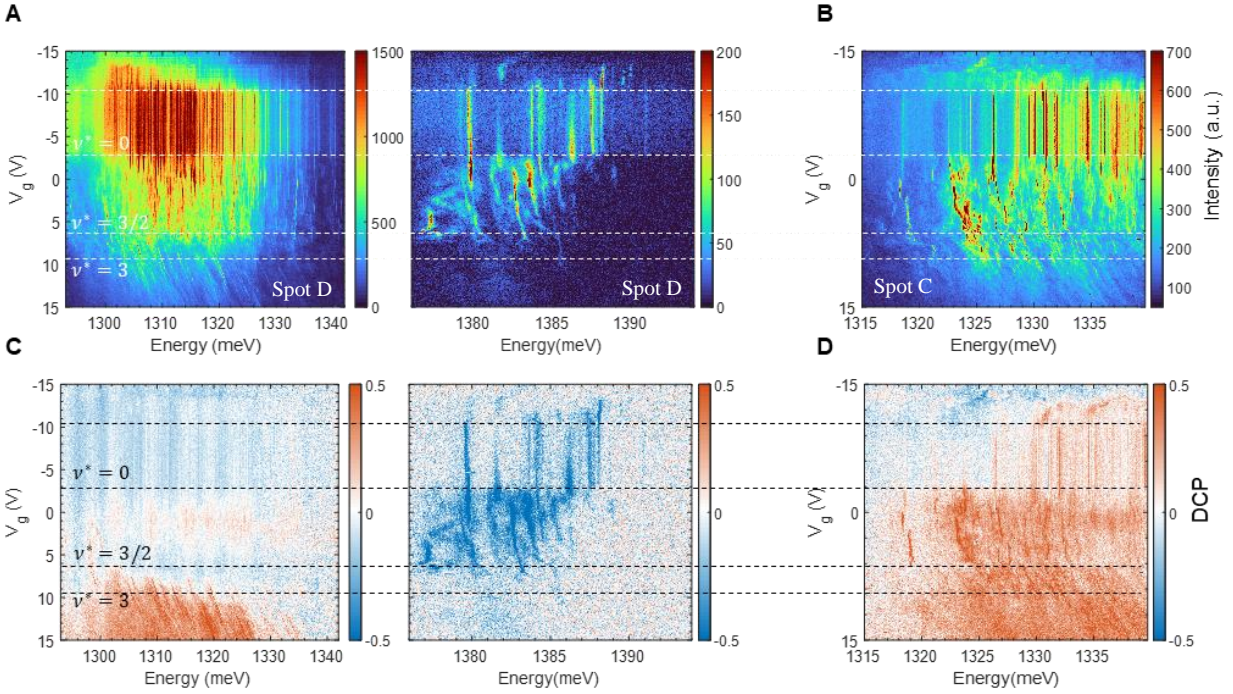 A
B
-15
-10
-5
0
5
10
15
V_g (V)
ν* = 0
ν* = 3/2
ν* = 3
Spot D
1300 1310 1320 1330 1340
Energy (meV)
1500
1000
500
0
Spot D
1380 1385 1390
Energy(meV)
200
150
100
50
0
-15
0
15
V_g (V)
Spot C
1315 1320 1325 1330 1335
Energy (meV)
700
600
500
400
300
200
100
Intensity (a.u.)
C
D
-15
-10
-5
0
5
10
15
V_g (V)
ν* = 0
ν* = 3/2
ν* = 3
1300 1310 1320 1330 1340
Energy (meV)
0.5
0
-0.5
1380 1385 1390
Energy(meV)
0.5
0
-0.5
-15
0
15
V_g (V)
1315 1320 1325 1330 1335
Energy (meV)
0.5
0
-0.5
DCP